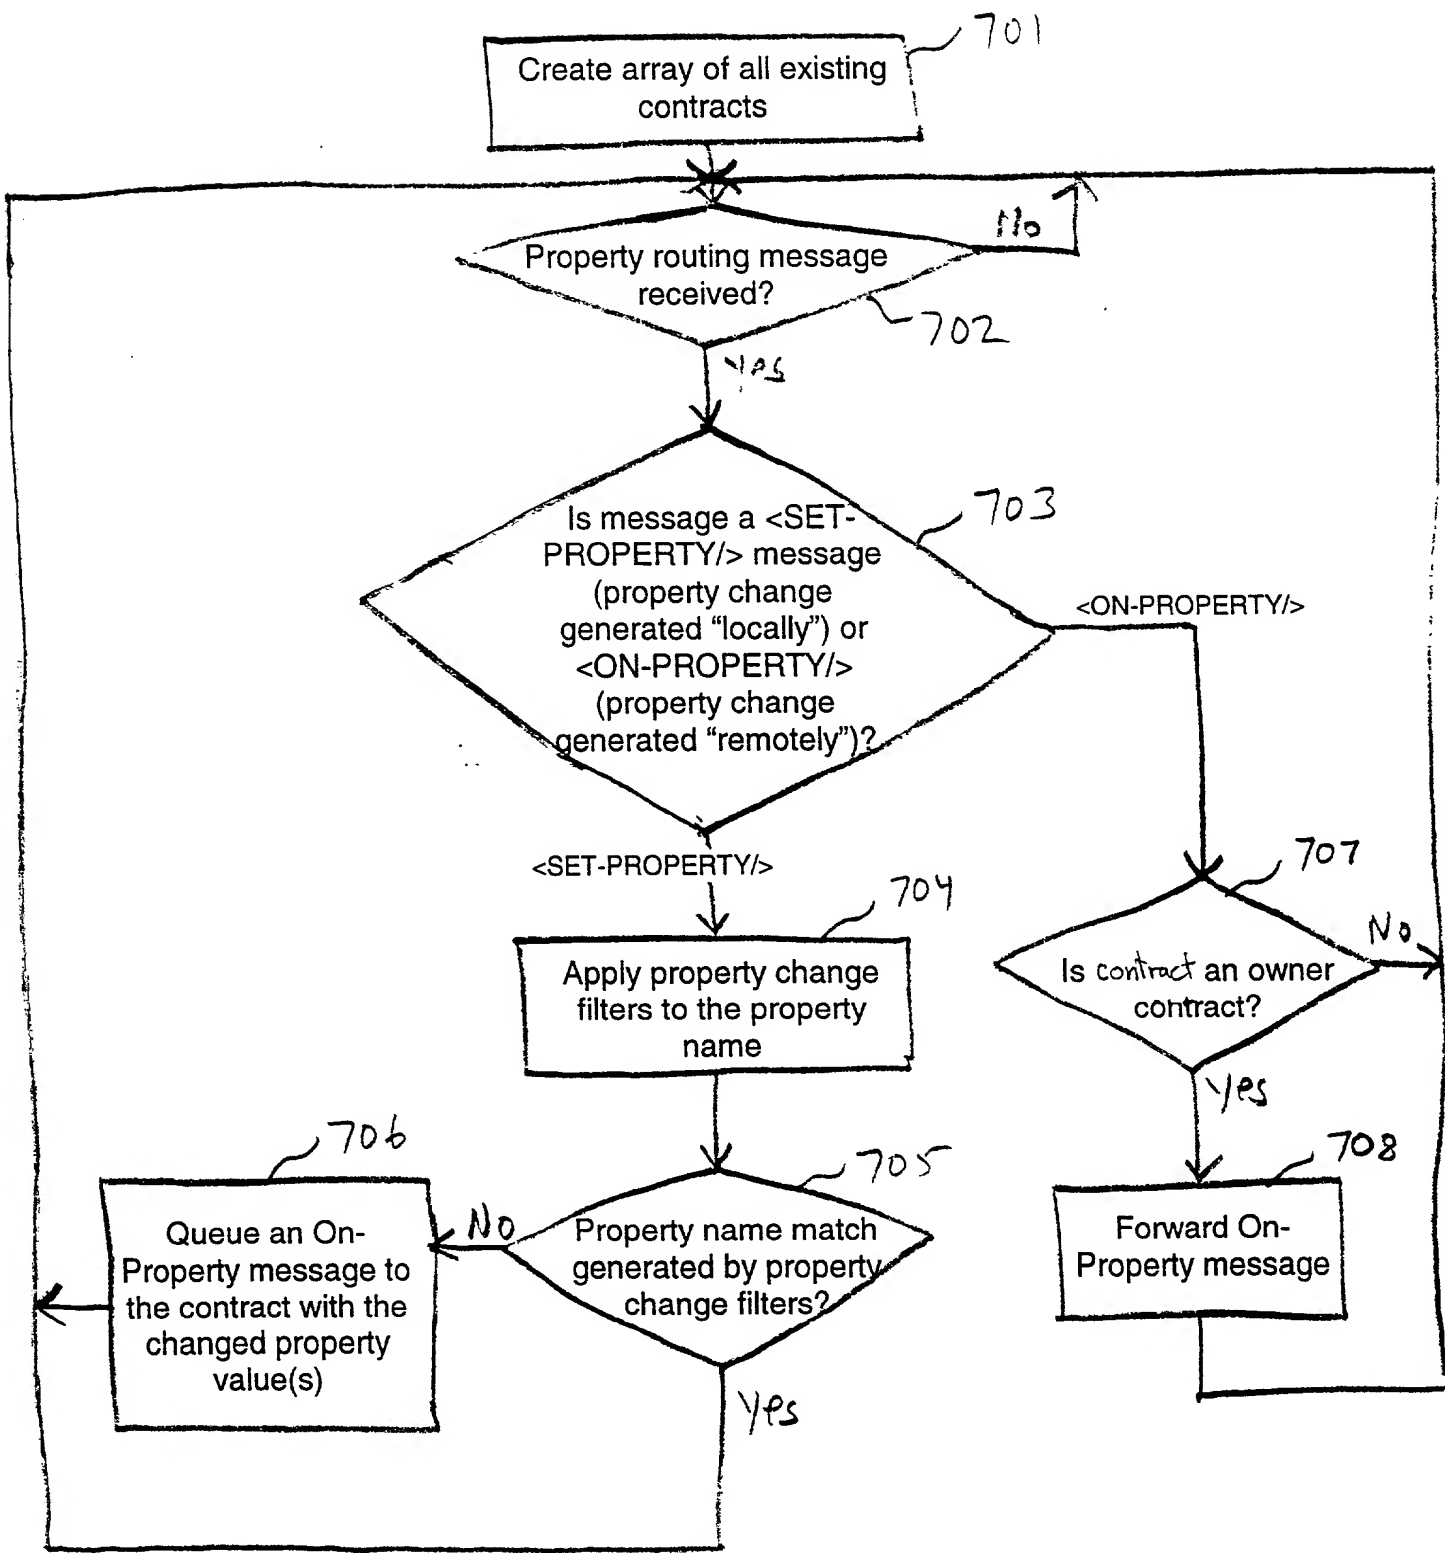 701
Create array of all existing
contracts
No
Property routing message
received?
702
Yes
703
Is message a <SET-
PROPERTY/> message
(property change
generated “locally”) or
<ON-PROPERTY/>
(property change
generated “remotely”)?
<ON-PROPERTY/>
<SET-PROPERTY/>
704
707
No
Apply property change
filters to the property
name
Is contract an owner
contract?
Yes
706
705
708
No
Queue an On-
Property message to
the contract with the
changed property
value(s)
Property name match
generated by property
change filters?
Forward On-
Property message
Yes